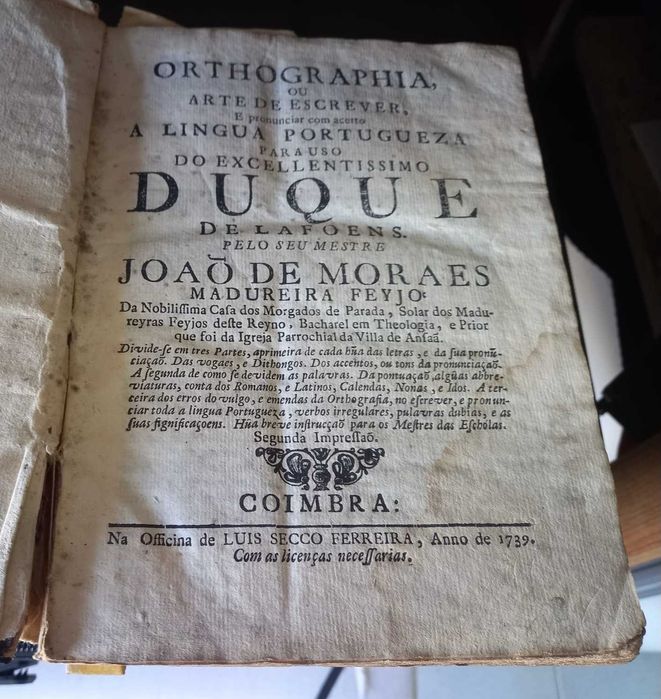 ORTHOGRAPHIA,
OU
ARTE DE ESCREVER,
E pronunciar com acerto
A LINGUA PORTUGUEZA
PARA USO
DO EXCELLENTISSIMO
DUQUE
DE LAFOENS.
PELO SEU MESTRE
JOAÕ DE MORAES
MADUREIRA FEYJO:
Da Nobiliſſima Caſa dos Morgados de Parada, Solar dos Madu-
reyras Feyjos deſte Reyno, Bacharel em Theologia, e Prior
que foi da Igreja Parrochial da Villa de Anſaã.
Divide-ſe em tres Partes, aprimeira de cada hũa das letras, e da ſua pronũ-
ciaçaõ. Das vogaes, e Dithongos. Dos accentos, ou tons da pronunciaçaõ.
A ſegunda de como ſe devidem as palavras. Da pontuaçaõ, algũas abbre-
viaturas, conta dos Romanos, e Latinos, Calendas, Nonas, e Idos. A ter-
ceira dos erros do vulgo, e emendas da Orthografia, no eſcrever, e pronun-
ciar toda a lingua Portugueza, verbos irregulares, palavras dubias, e as
ſuas ſignificaçoens. Hũa breve inſtrucçaõ para os Meſtres das Eſcholas.
Segunda Impreſſaõ.
COIMBRA:
Na Officina de LUIS SECCO FERREIRA, Anno de 1739.
Com as licenças neceſſarias.